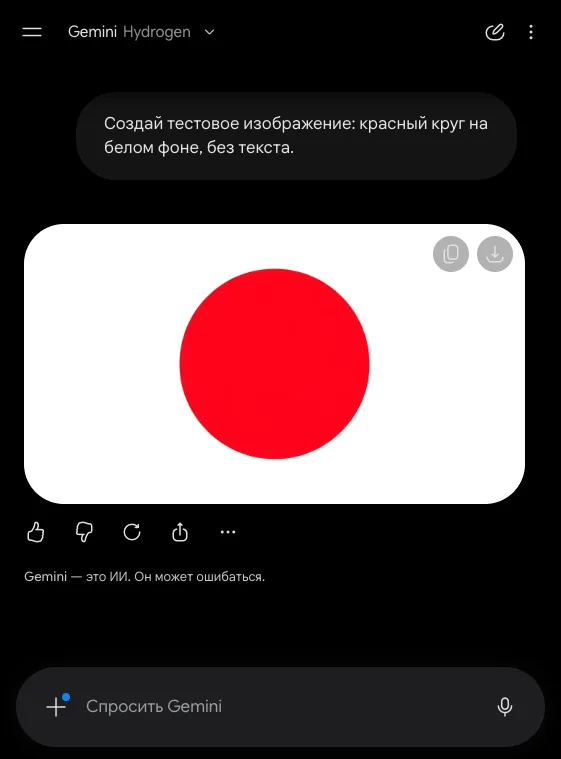 Gemini Hydrogen
Создай тестовое изображение: красный круг на
белом фоне, без текста.
Gemini — это ИИ. Он может ошибаться.
Спросить Gemini